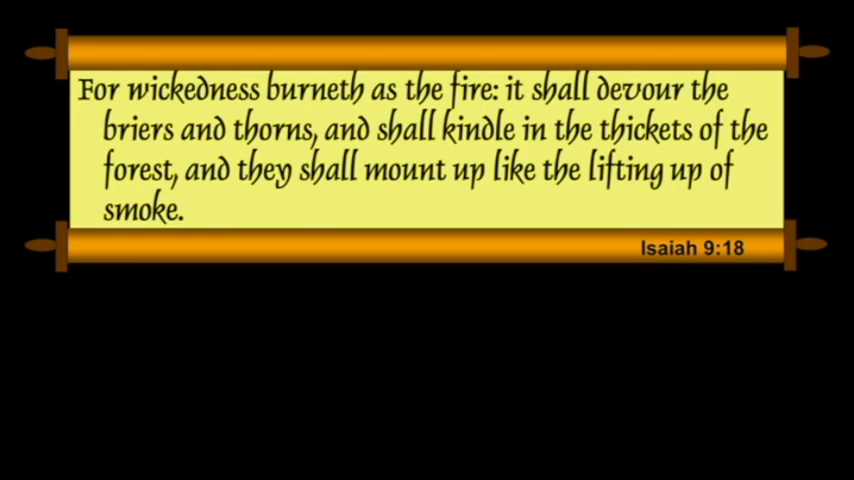 For wickedness burneth as the fire: it shall devour the
briers and thorns, and shall kindle in the thickets of the
forest, and they shall mount up like the lifting up of
smoke.
Isaiah 9:18